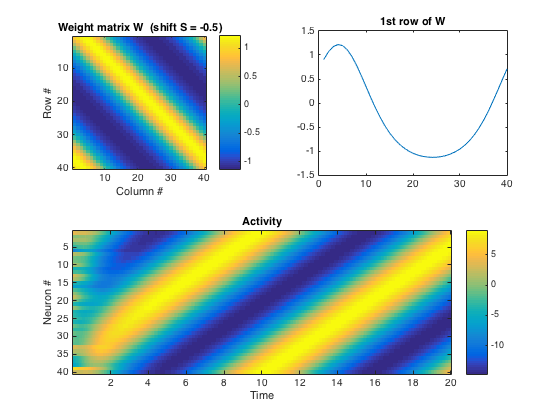 Weight matrix W (shift S = -0.5)
10
20
30
40
Row #
10 20 30 40
Column #
1
0.5
0
-0.5
-1
1st row of W
1.5
1
0.5
0
-0.5
-1
-1.5
0 10 20 30 40
Activity
5
10
15
20
25
30
35
40
Neuron #
2 4 6 8 10 12 14 16 18 20
Time
5
0
-5
-10